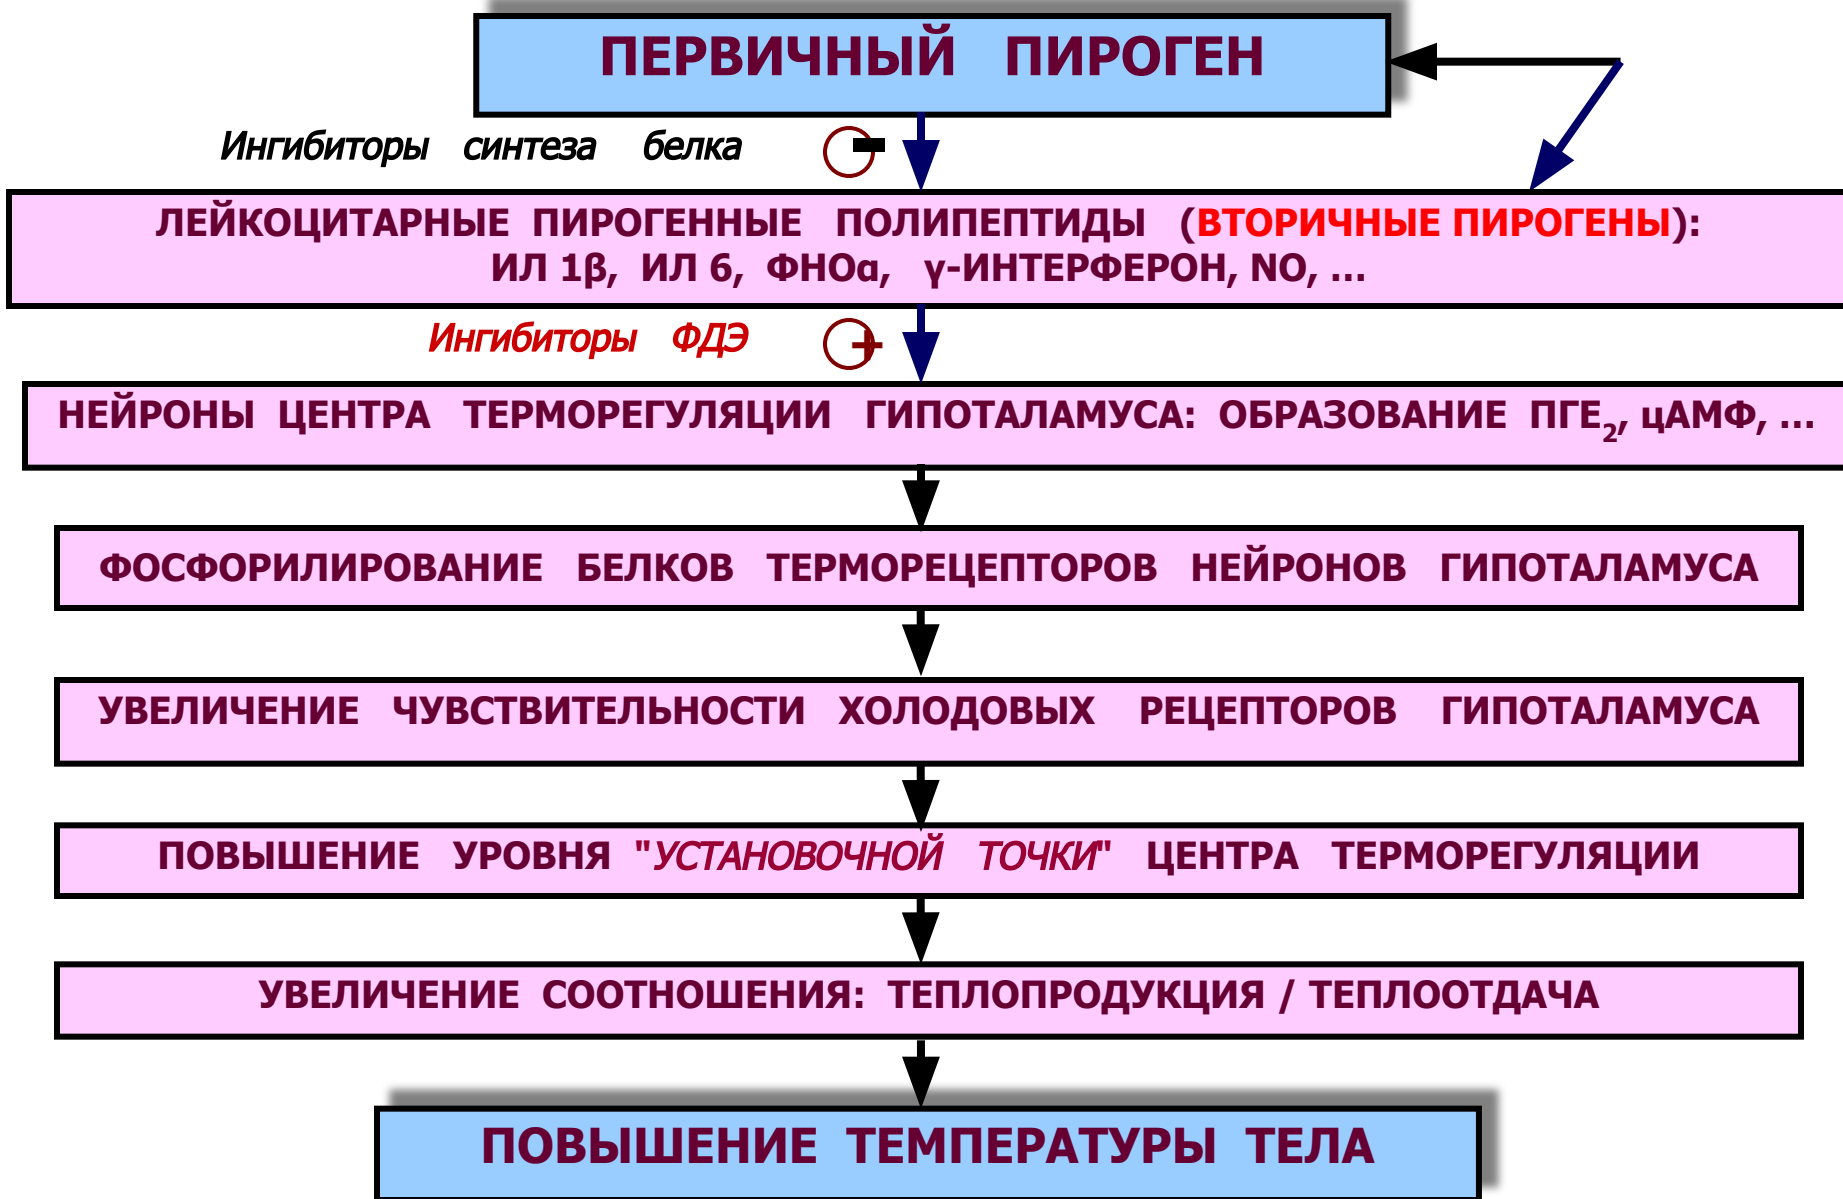 ПЕРВИЧНЫЙ ПИРОГЕН
Ингибиторы синтеза белка -
ЛЕЙКОЦИТАРНЫЕ ПИРОГЕННЫЕ ПОЛИПЕПТИДЫ (ВТОРИЧНЫЕ ПИРОГЕНЫ):
ИЛ 1β, ИЛ 6, ФНОα, γ-ИНТЕРФЕРОН, NO, ...
Ингибиторы ФДЭ +
НЕЙРОНЫ ЦЕНТРА ТЕРМОРЕГУЛЯЦИИ ГИПОТАЛАМУСА: ОБРАЗОВАНИЕ ПГЕ₂, цАМФ, ...
ФОСФОРИЛИРОВАНИЕ БЕЛКОВ ТЕРМОРЕЦЕПТОРОВ НЕЙРОНОВ ГИПОТАЛАМУСА
УВЕЛИЧЕНИЕ ЧУВСТВИТЕЛЬНОСТИ ХОЛОДОВЫХ РЕЦЕПТОРОВ ГИПОТАЛАМУСА
ПОВЫШЕНИЕ УРОВНЯ "УСТАНОВОЧНОЙ ТОЧКИ" ЦЕНТРА ТЕРМОРЕГУЛЯЦИИ
УВЕЛИЧЕНИЕ СООТНОШЕНИЯ: ТЕПЛОПРОДУКЦИЯ / ТЕПЛООТДАЧА
ПОВЫШЕНИЕ ТЕМПЕРАТУРЫ ТЕЛА